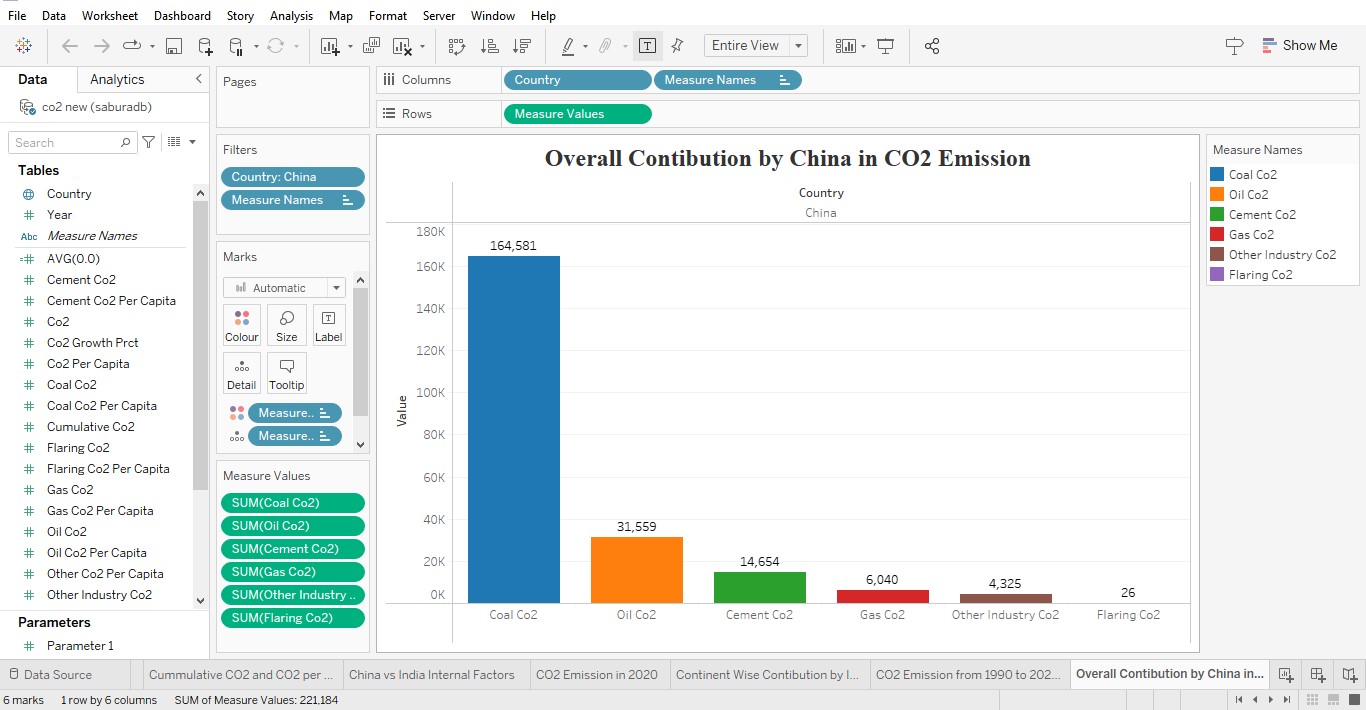 File Data Worksheet Dashboard Story Analysis Map Format Server Window Help
Entire View
Show Me
Data Analytics
co2 new (saburadb)
Search
Tables
Country
Year
Abc Measure Names
AVG(0.0)
Cement Co2
Cement Co2 Per Capita
Co2
Co2 Growth Prct
Co2 Per Capita
Coal Co2
Coal Co2 Per Capita
Cumulative Co2
Flaring Co2
Flaring Co2 Per Capita
Gas Co2
Gas Co2 Per Capita
Oil Co2
Oil Co2 Per Capita
Other Co2 Per Capita
Other Industry Co2
Parameters
Parameter 1
Pages
Filters
Country: China
Measure Names
Marks
Automatic
Colour Size Label
Detail Tooltip
Measure..
Measure..
Measure Values
SUM(Coal Co2)
SUM(Oil Co2)
SUM(Cement Co2)
SUM(Gas Co2)
SUM(Other Industry ..
SUM(Flaring Co2)
Columns Country Measure Names
Rows Measure Values
Overall Contibution by China in CO2 Emission
Country
China
Value
180K
160K
140K
120K
100K
80K
60K
40K
20K
0K
164,581
31,559
14,654
6,040
4,325
26
Coal Co2 Oil Co2 Cement Co2 Gas Co2 Other Industry Co2 Flaring Co2
Measure Names
Coal Co2
Oil Co2
Cement Co2
Gas Co2
Other Industry Co2
Flaring Co2
Data Source Cummulative CO2 and CO2 per ... China vs India Internal Factors CO2 Emission in 2020 Continent Wise Contibution by I... CO2 Emission from 1990 to 202... Overall Contibution by China in...
6 marks 1 row by 6 columns SUM of Measure Values: 221,184